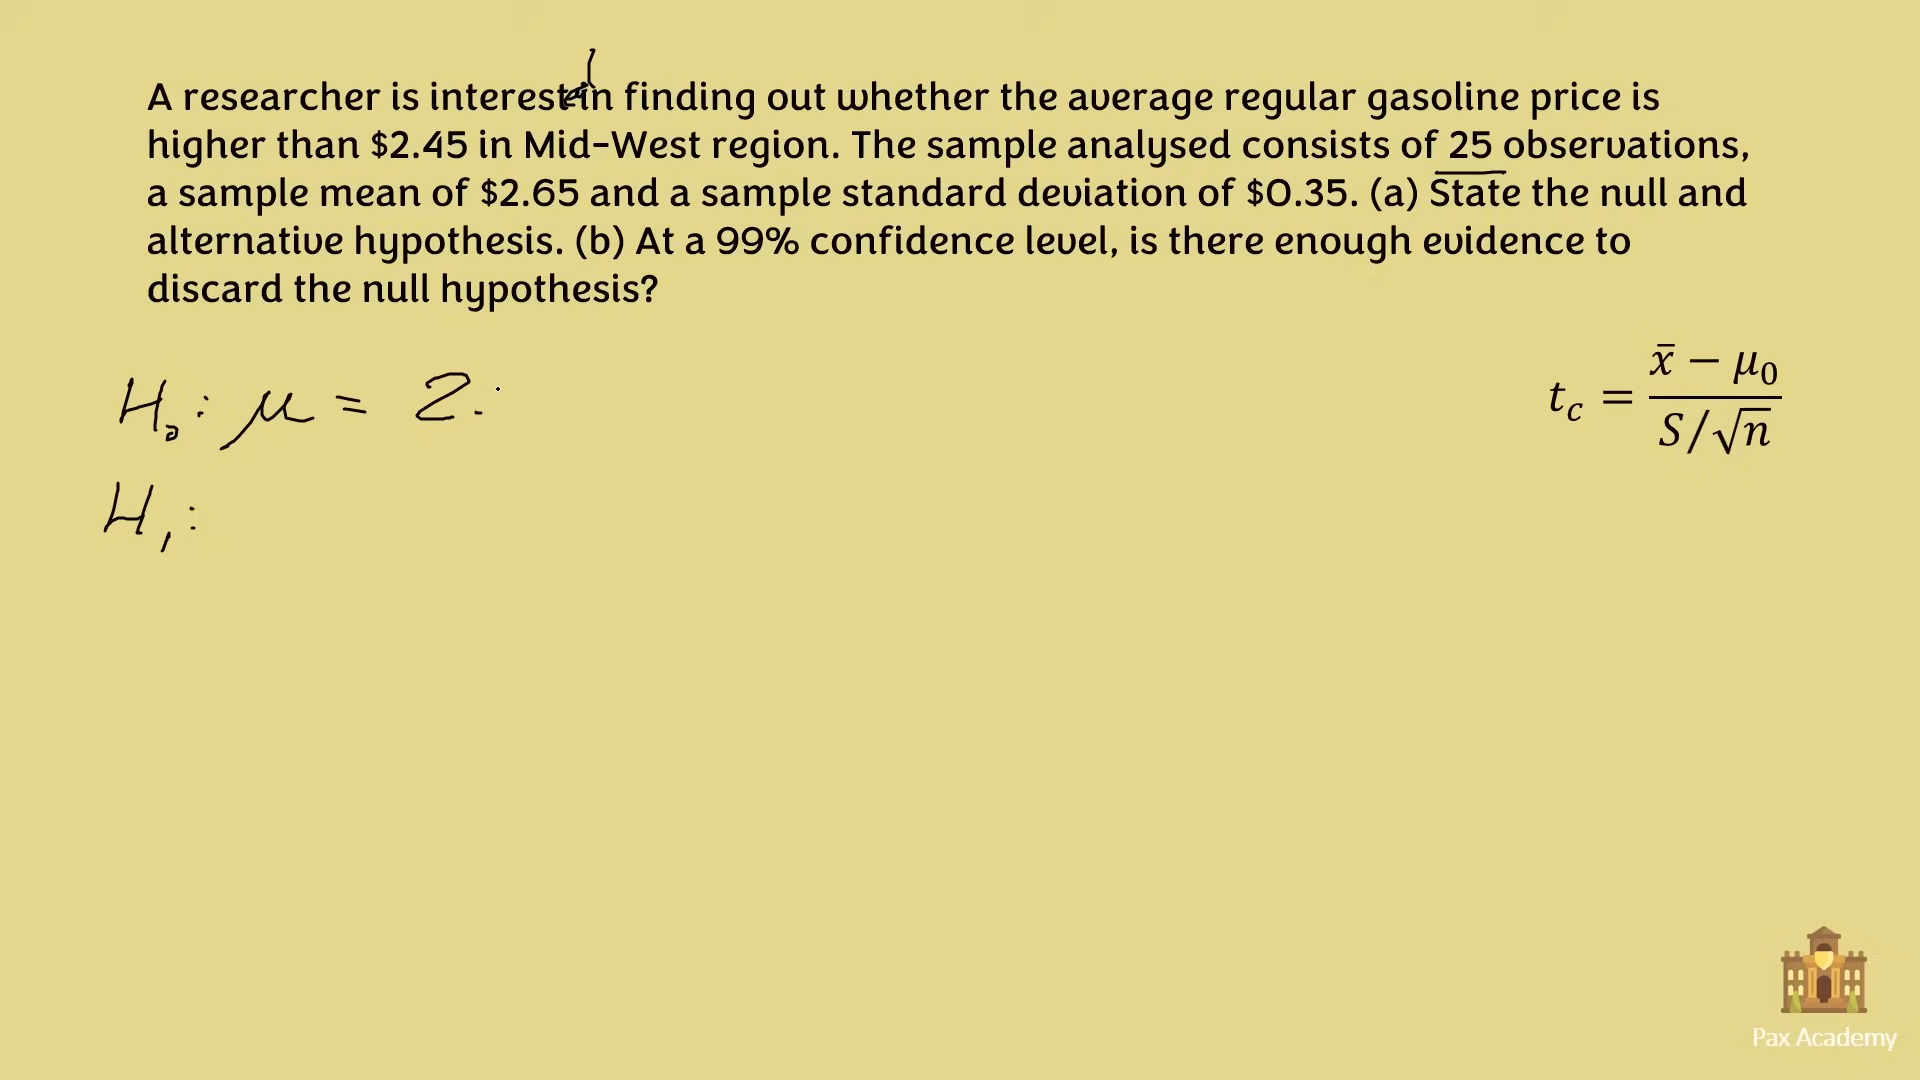 A researcher is interest in finding out whether the average regular gasoline price is
higher than $2.45 in Mid-West region. The sample analysed consists of 25 observations,
a sample mean of $2.65 and a sample standard deviation of $0.35. (a) State the null and
alternative hypothesis. (b) At a 99% confidence level, is there enough evidence to
discard the null hypothesis?
H₀: μ = 2.
t_c = (x̄ − μ₀) / (S/√n)
H₁:
Pax Academy